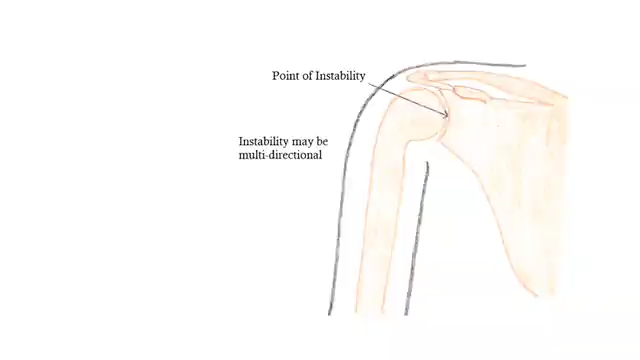 Point of Instability
Instability may be
multi-directional